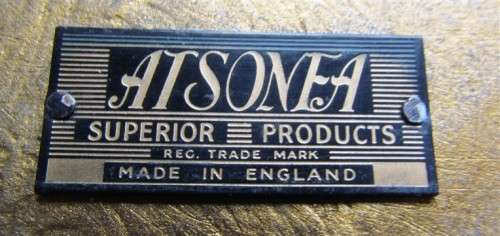 ATSONEA
SUPERIOR PRODUCTS
REG. TRADE MARK
MADE IN ENGLAND